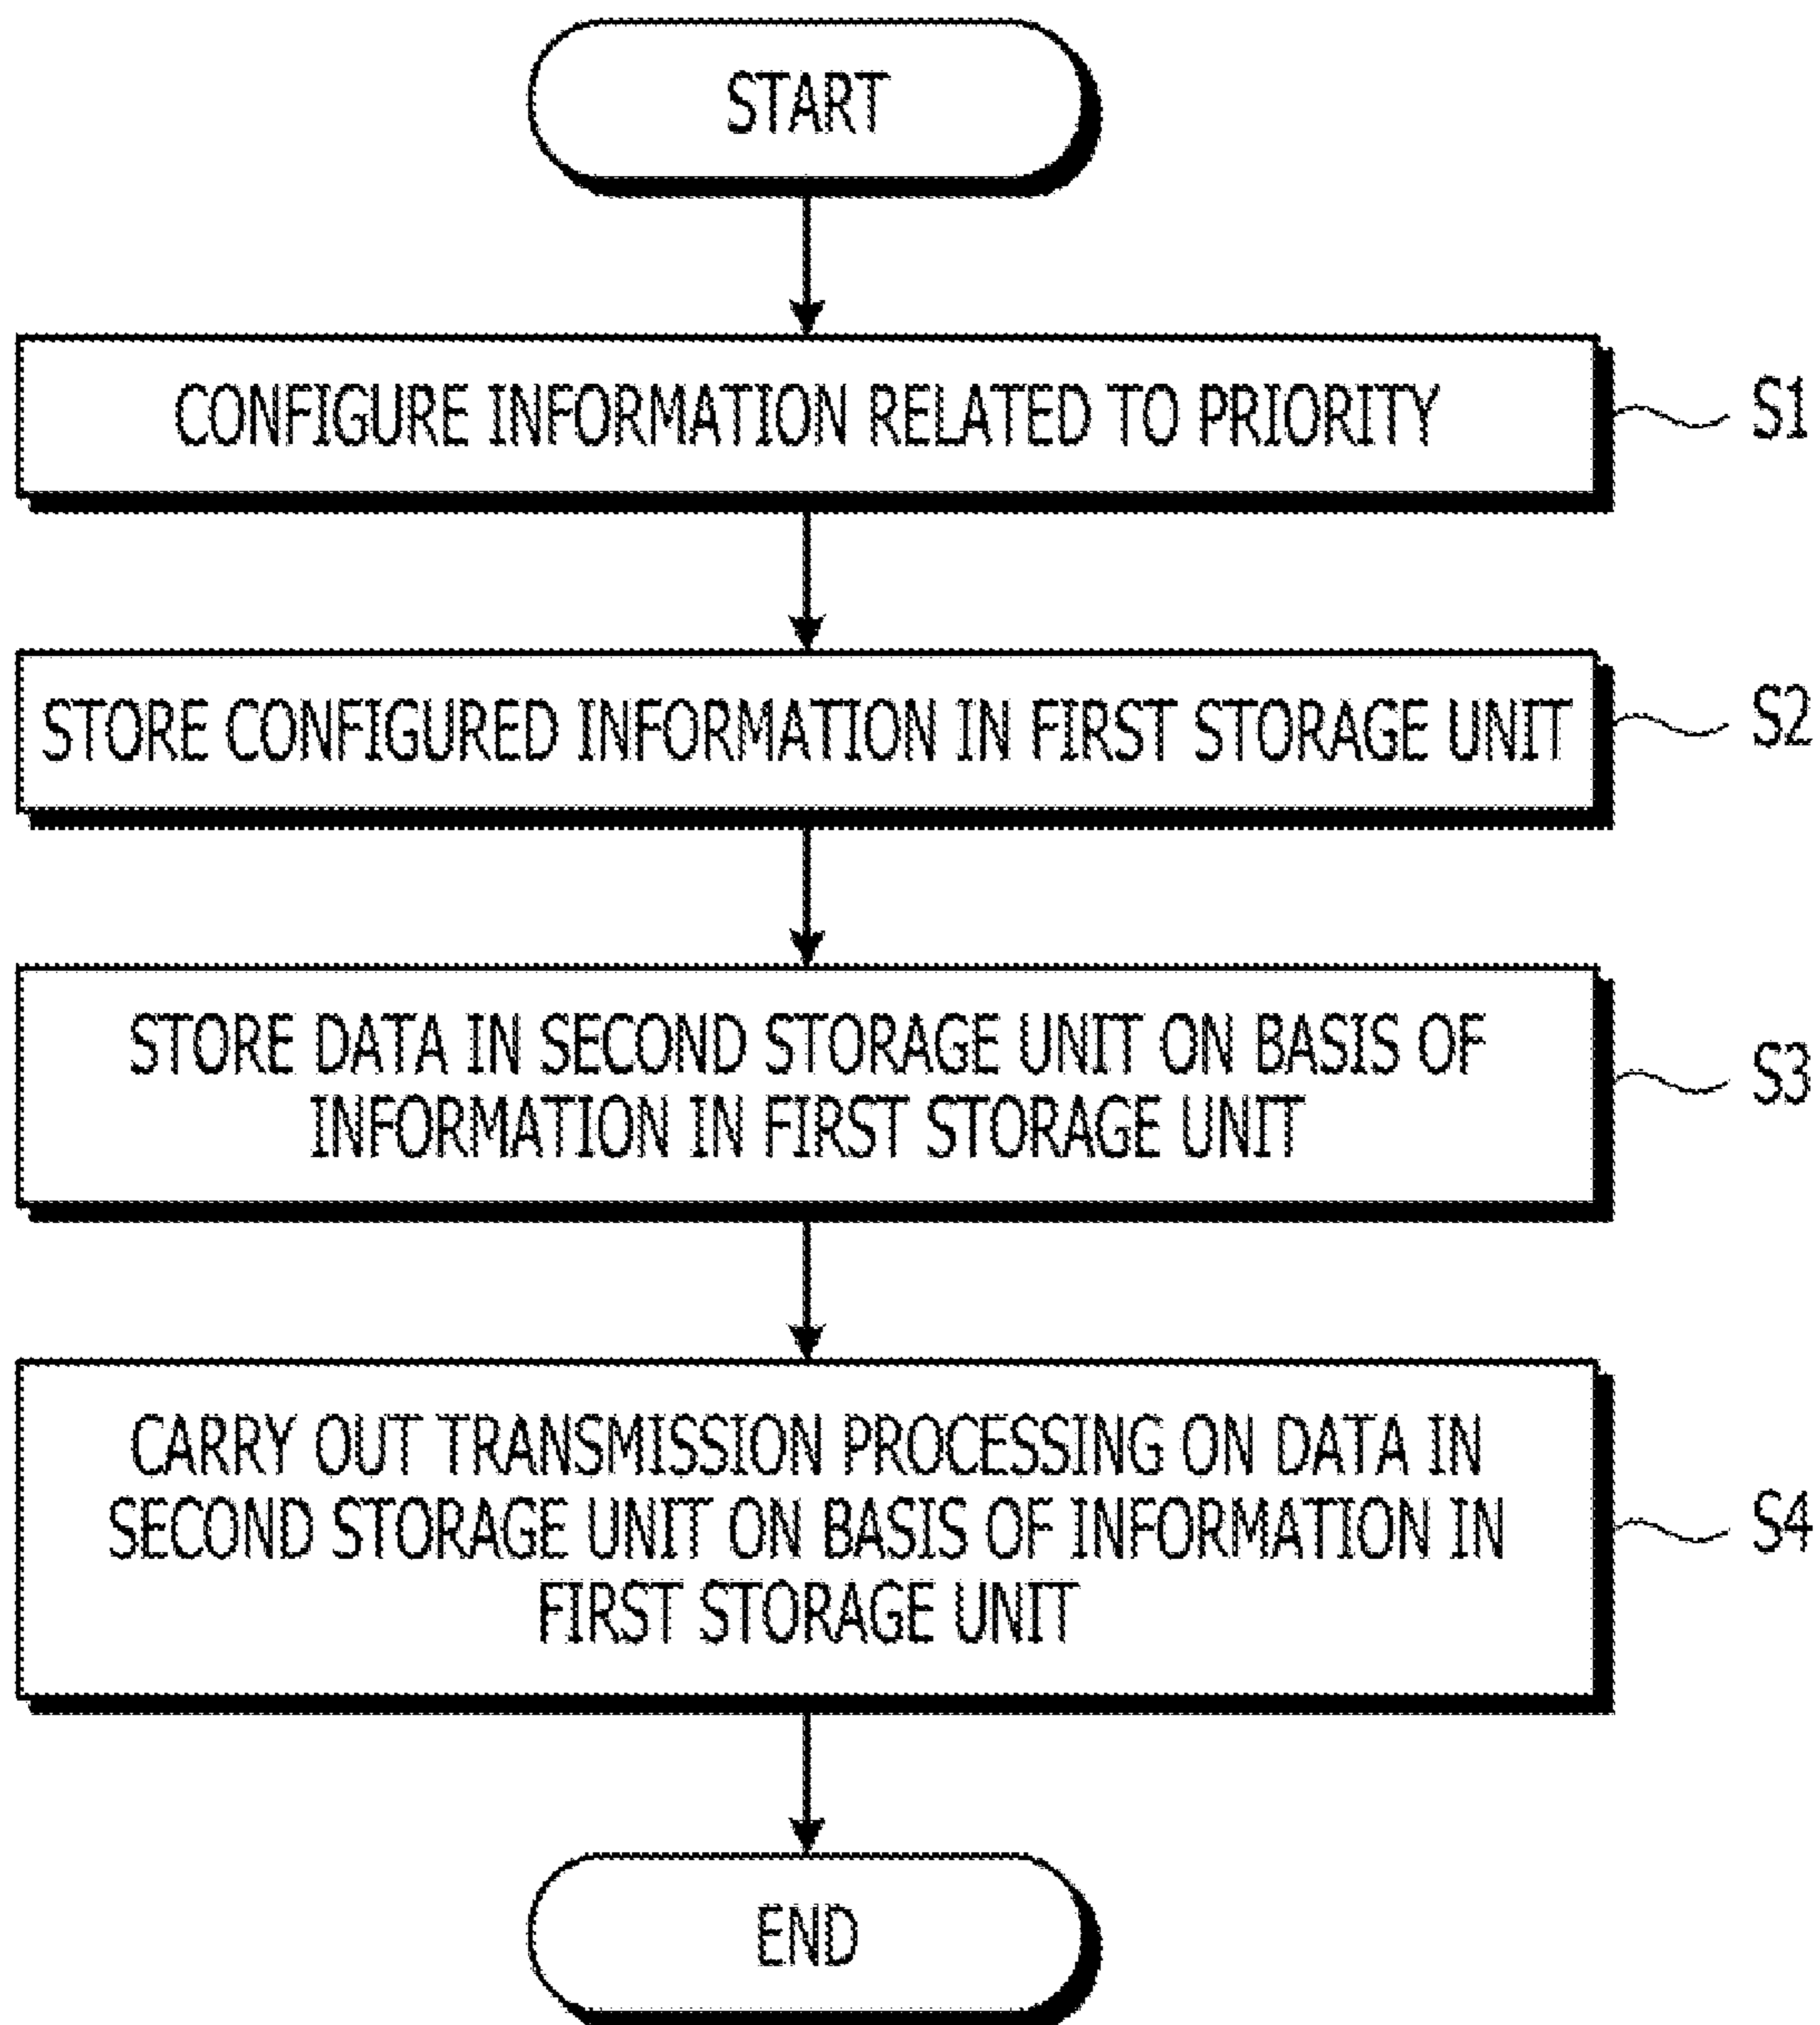 START
CONFIGURE INFORMATION RELATED TO PRIORITY
S1
STORE CONFIGURED INFORMATION IN FIRST STORAGE UNIT
S2
STORE DATA IN SECOND STORAGE UNIT ON BASIS OF
INFORMATION IN FIRST STORAGE UNIT
S3
CARRY OUT TRANSMISSION PROCESSING ON DATA IN
SECOND STORAGE UNIT ON BASIS OF INFORMATION IN
FIRST STORAGE UNIT
S4
END